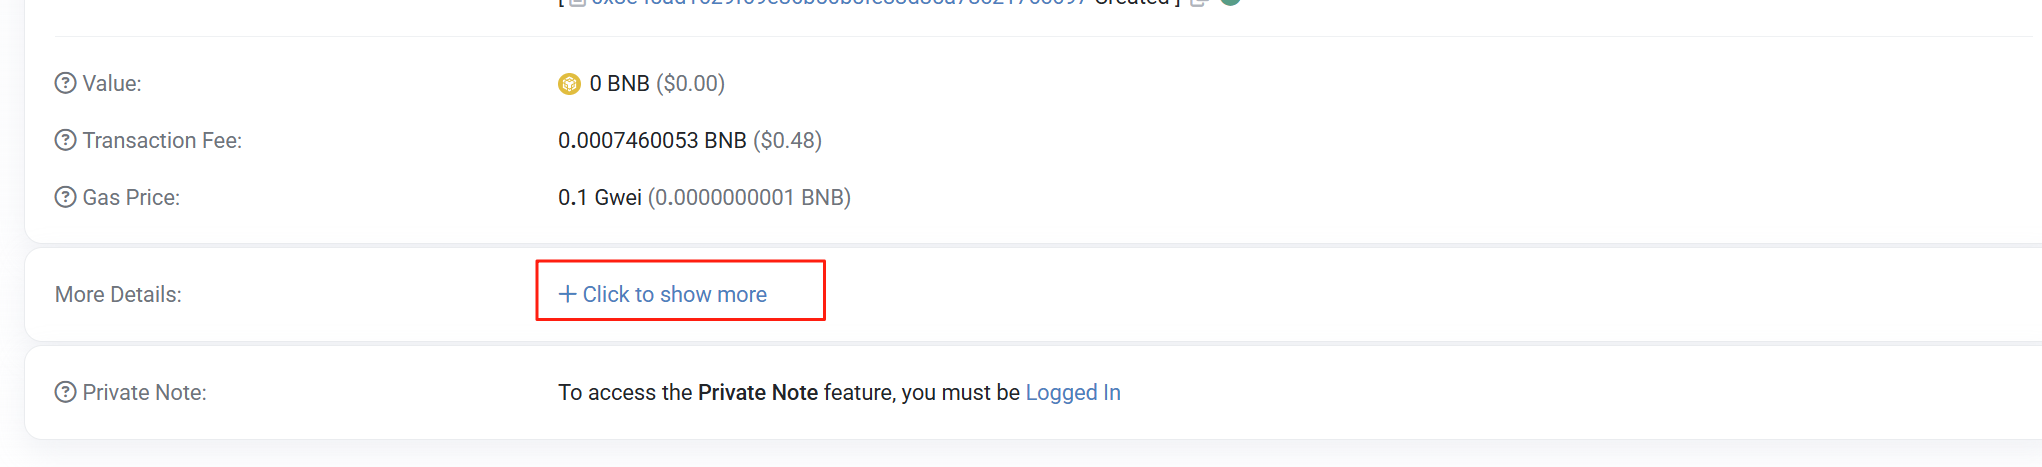 Created ]
Value: 0 BNB ($0.00)
Transaction Fee: 0.0007460053 BNB ($0.48)
Gas Price: 0.1 Gwei (0.0000000001 BNB)
More Details: + Click to show more
Private Note: To access the Private Note feature, you must be Logged In